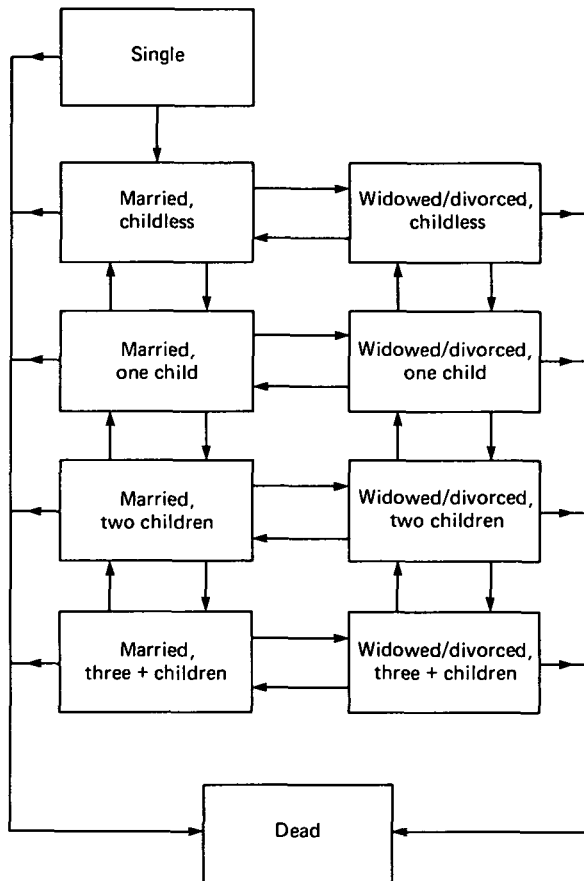 Single
Married,
childless
Widowed/divorced,
childless
Married,
one child
Widowed/divorced,
one child
Married,
two children
Widowed/divorced,
two children
Married,
three + children
Widowed/divorced,
three + children
Dead